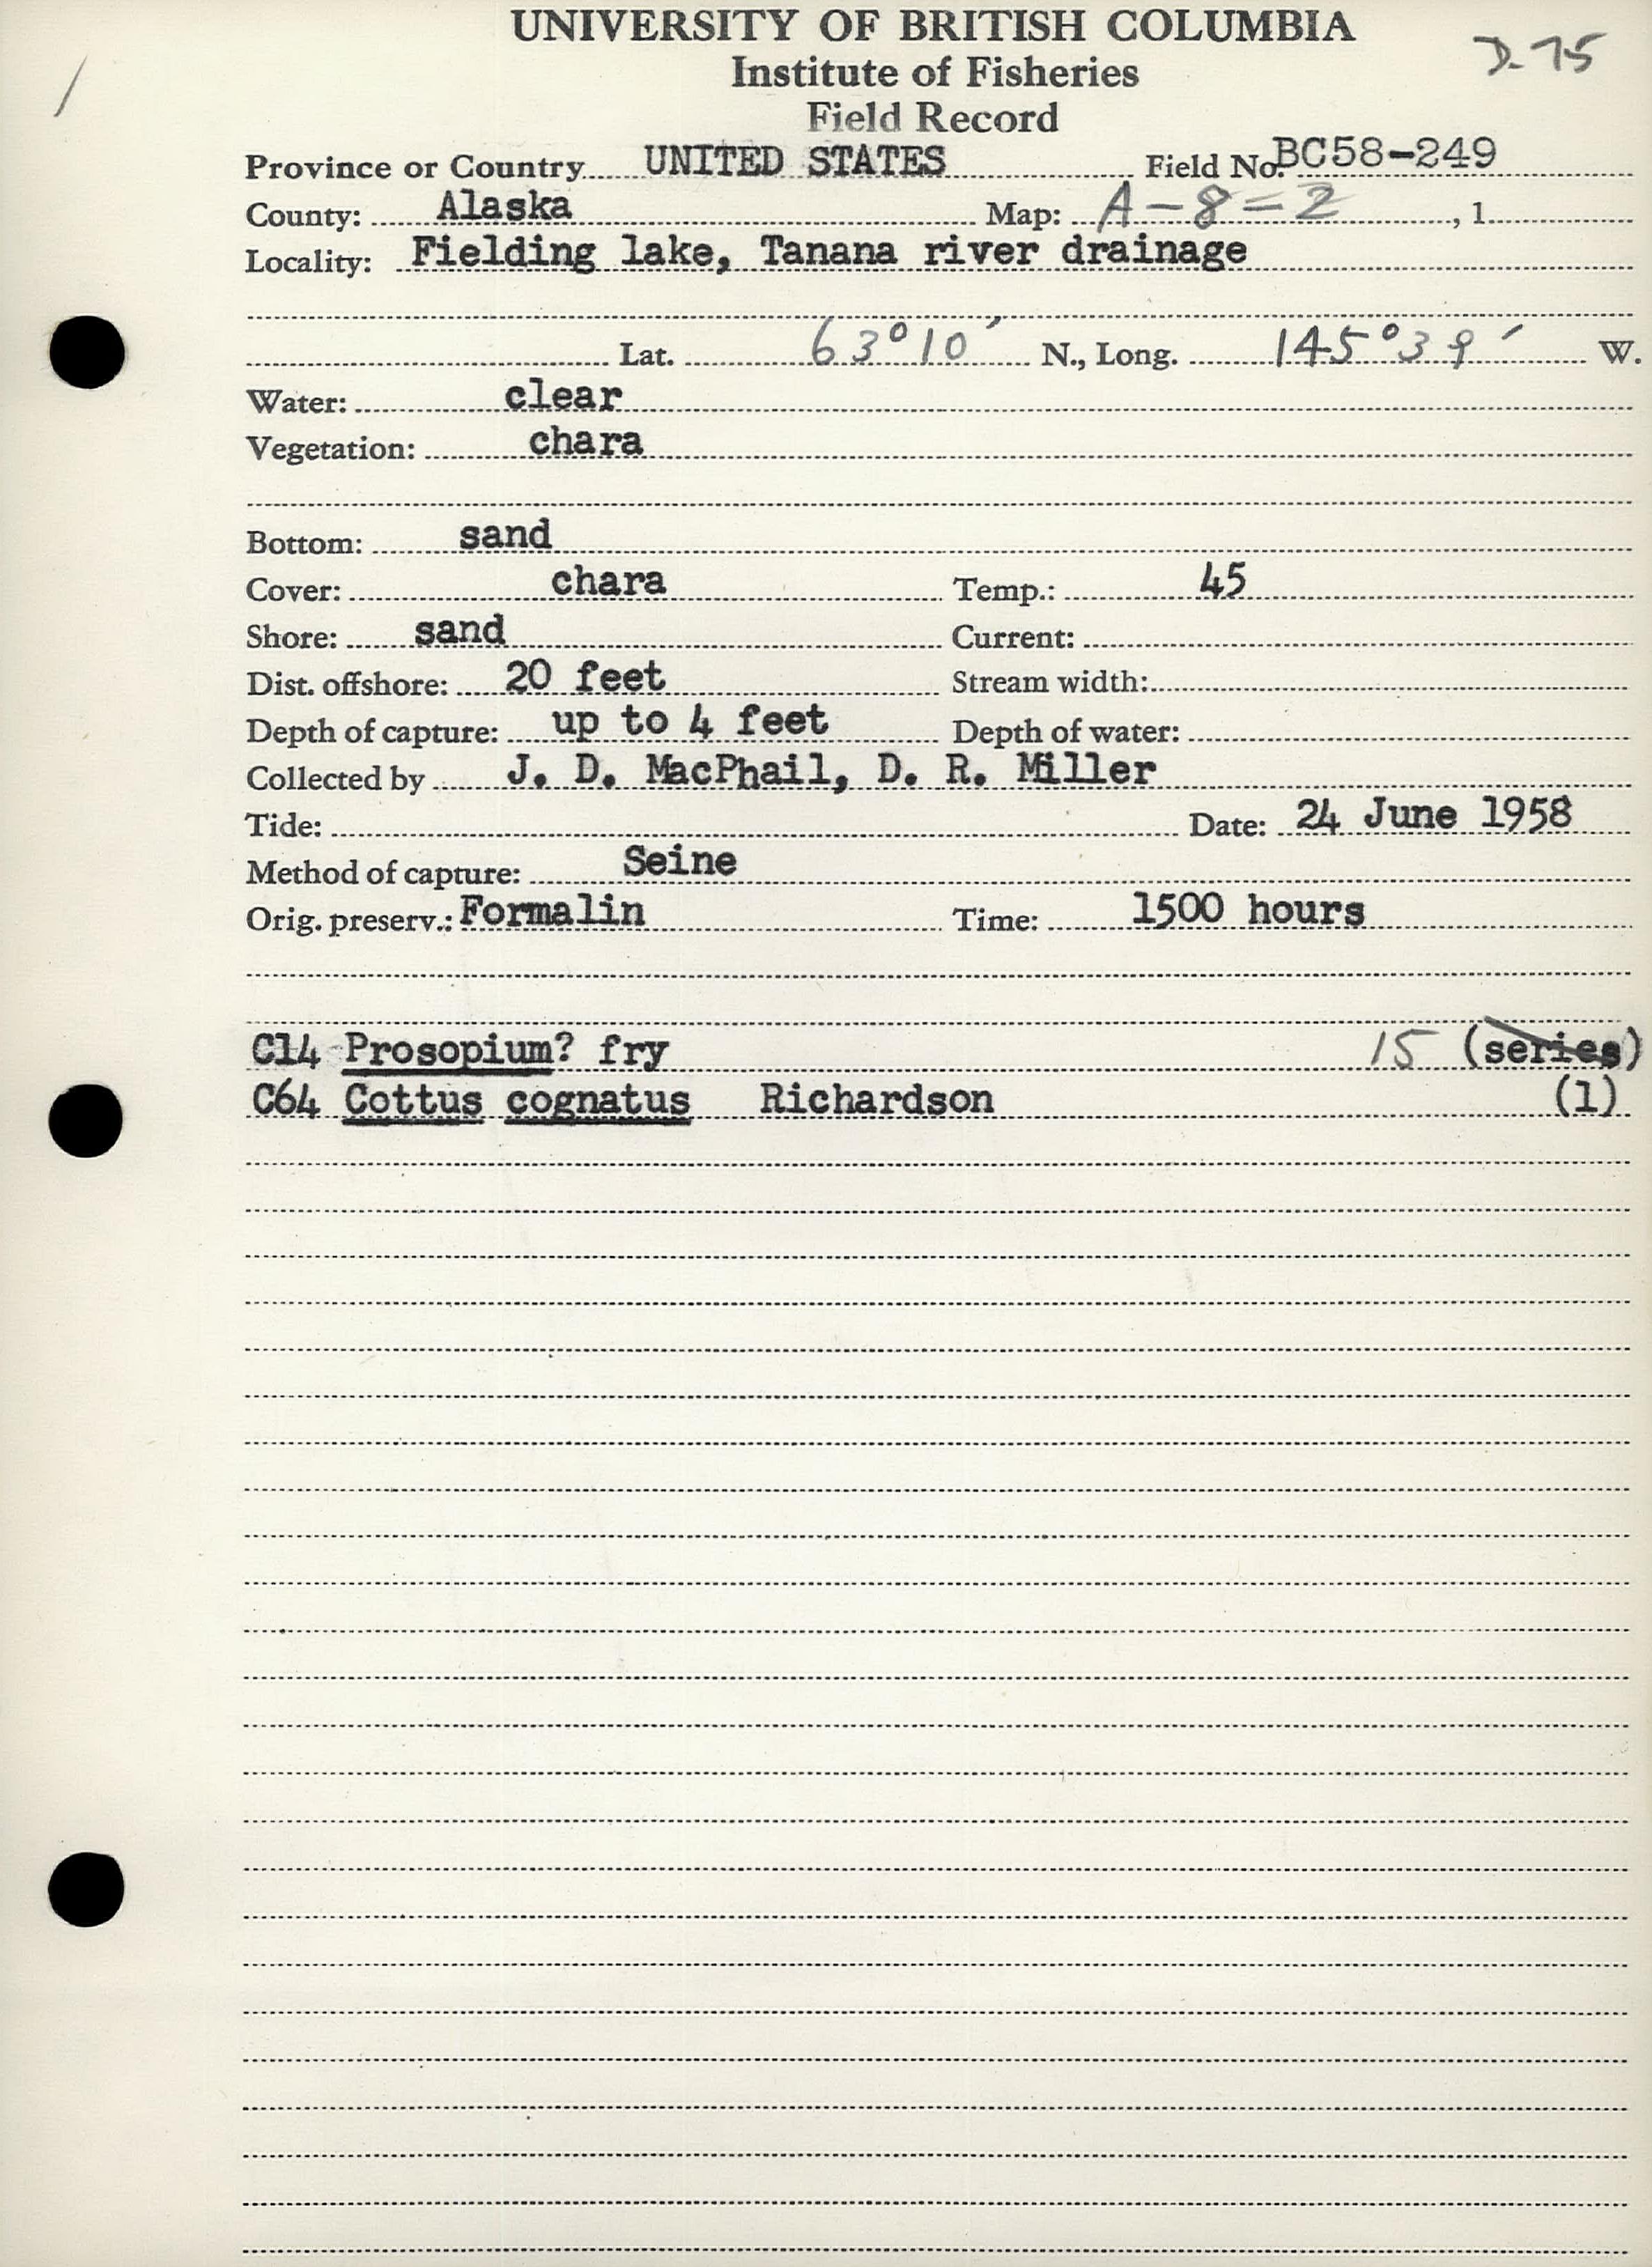 UNIVERSITY OF BRITISH COLUMBIA
D-75
Institute of Fisheries
Field Record
Province or Country UNITED STATES Field No. BC58-249
County: Alaska Map: A-8=2, 1
Locality: Fielding lake, Tanana river drainage
Lat. 63°10′ N., Long. 145°39′ W.
Water: clear
Vegetation: chara
Bottom: sand
Cover: chara Temp.: 45
Shore: sand Current:
Dist. offshore: 20 feet Stream width:
Depth of capture: up to 4 feet Depth of water:
Collected by J. D. MacPhail, D. R. Miller
Tide: Date: 24 June 1958
Method of capture: Seine
Orig. preserv.: Formalin Time: 1500 hours
C14 Prosopium? fry 15 (series)
C64 Cottus cognatus Richardson (1)